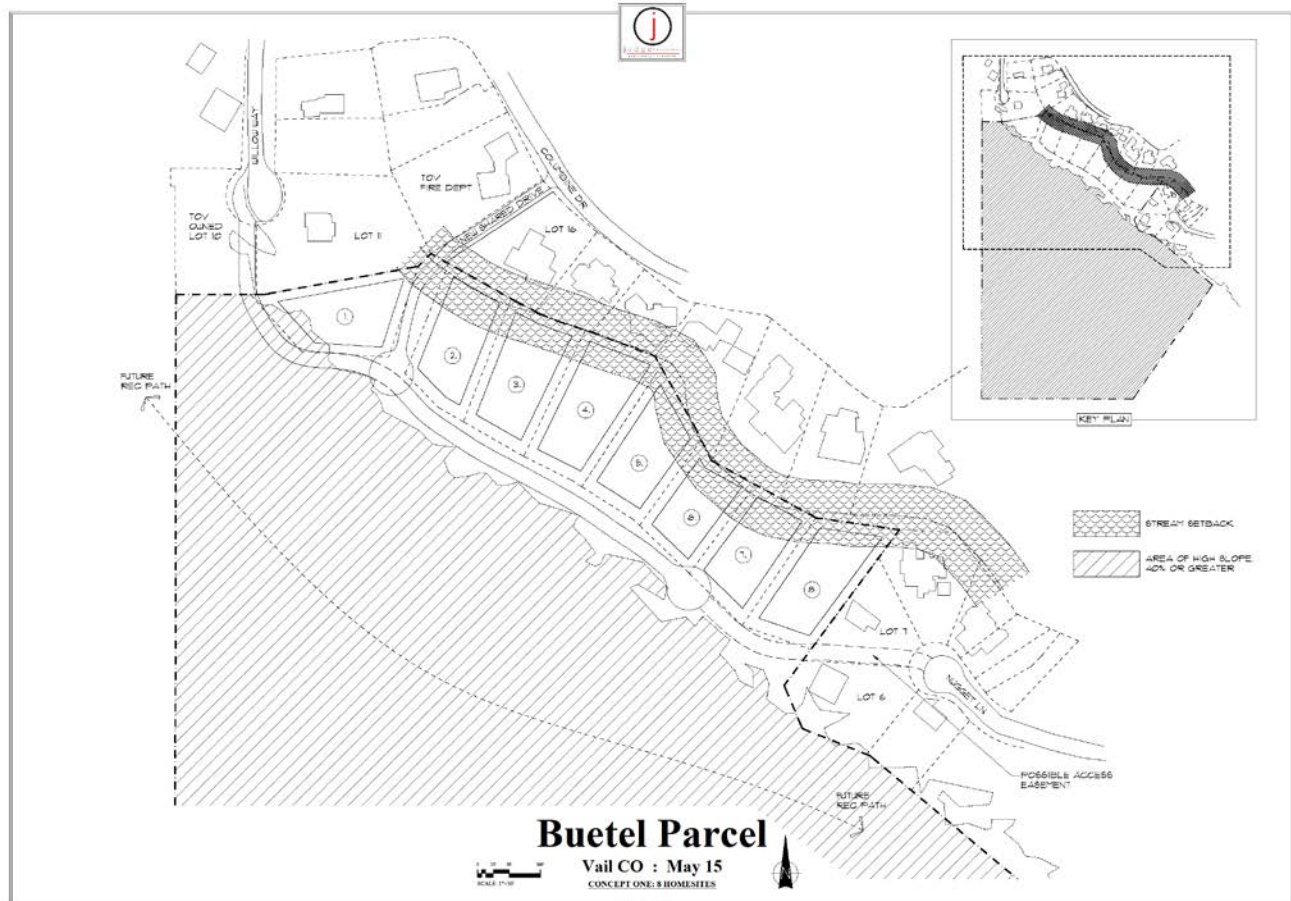 j
WILLOW WAY
COLUMBINE DR
TOV
FIRE DEPT
NEW SHARED DRIVE
TOV
OWNED
LOT 10
LOT 11
LOT 16
KEY PLAN
FUTURE
REC PATH
1.
2.
3.
4.
5.
6.
7.
8.
STREAM SETBACK
AREA OF HIGH SLOPE
40% OR GREATER
LOT 7
LOT 6
NUGGET LN
POSSIBLE ACCESS
EASEMENT
FUTURE
REC PATH
Buetel Parcel
Vail CO : May 15
CONCEPT ONE: 8 HOMESITES
N